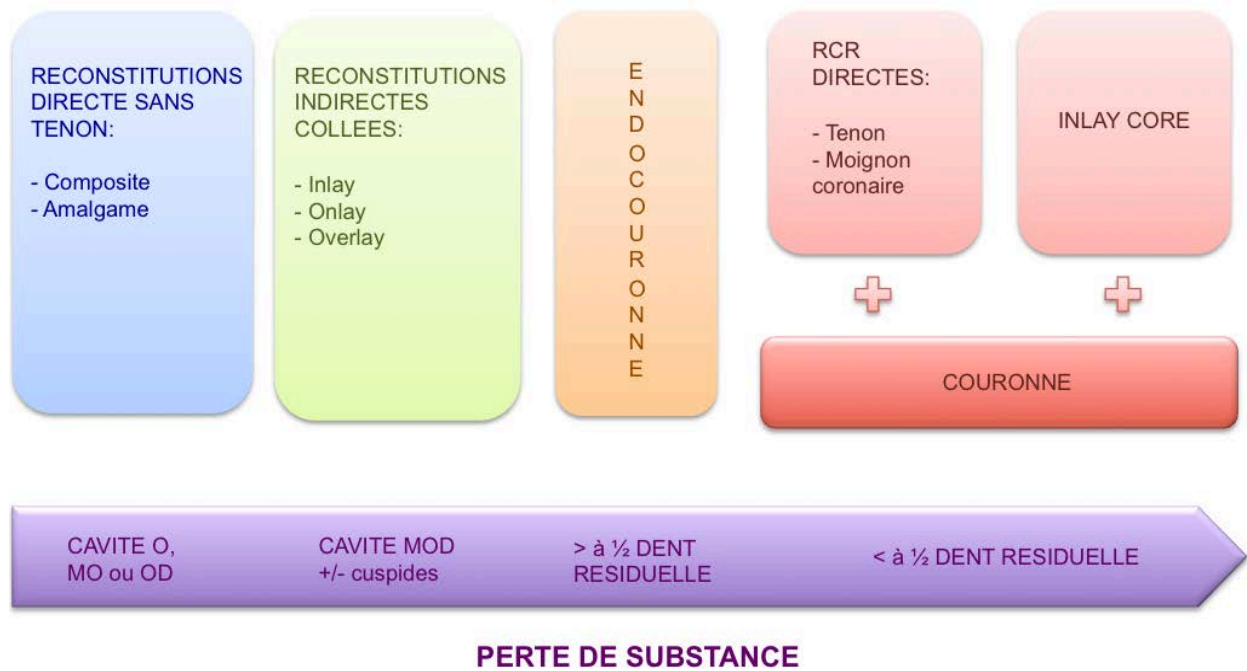 RECONSTITUTIONS
DIRECTE SANS
TENON:
- Composite
- Amalgame
RECONSTITUTIONS
INDIRECTES
COLLEES:
- Inlay
- Onlay
- Overlay
E
N
D
O
C
O
U
R
O
N
N
E
RCR
DIRECTES:
- Tenon
- Moignon
coronaire
INLAY CORE
COURONNE
CAVITE O,
MO ou OD
CAVITE MOD
+/- cuspides
> à ½ DENT
RESIDUELLE
< à ½ DENT RESIDUELLE
PERTE DE SUBSTANCE